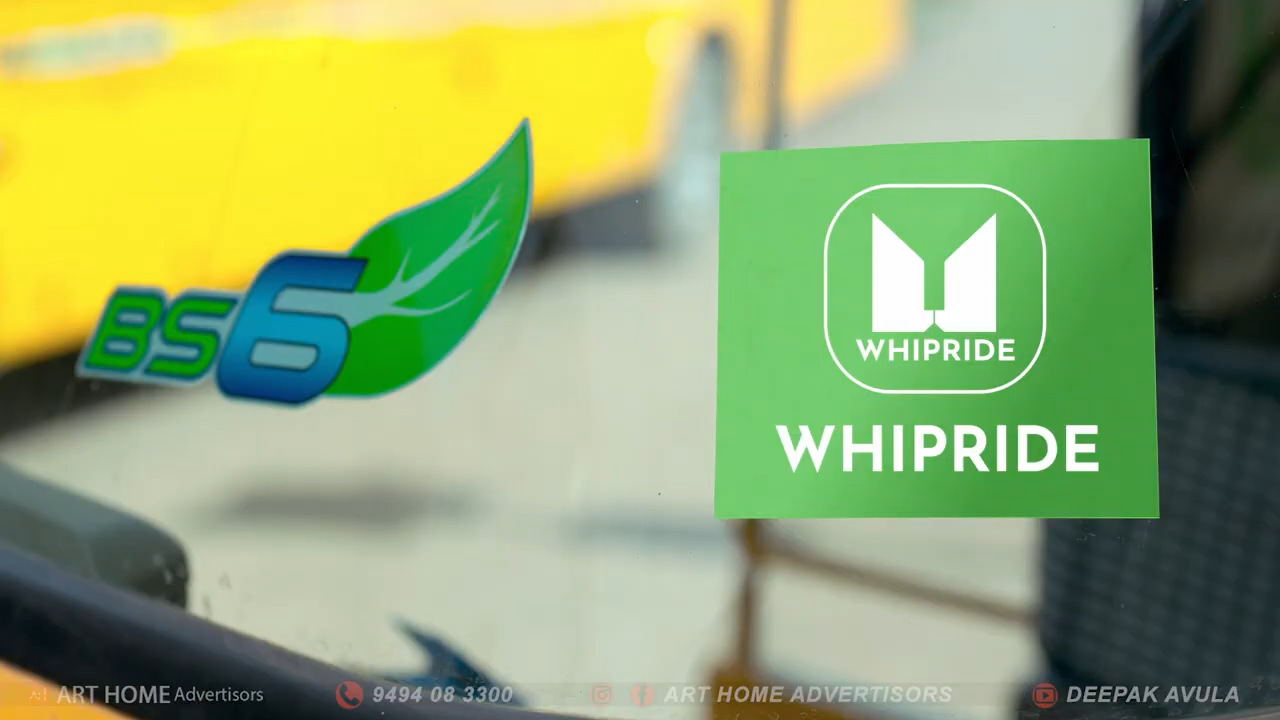 BS6
WHIPRIDE
WHIPRIDE
ART HOME Advertisors
9494 08 3300
ART HOME ADVERTISORS
DEEPAK AVULA